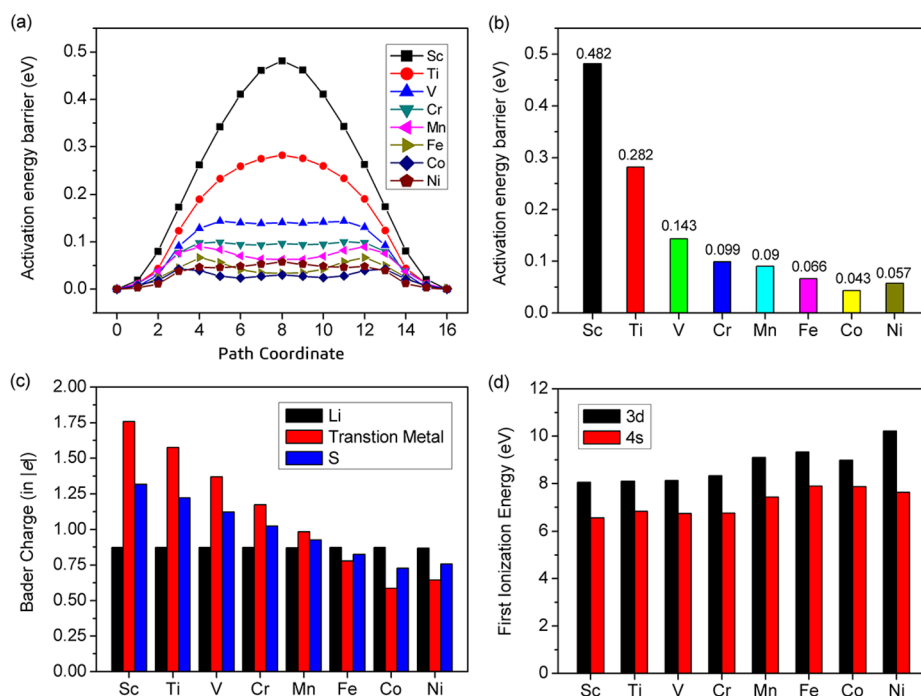 (a)
Activation energy barrier (eV)
0.5
0.4
0.3
0.2
0.1
0.0
Sc
Ti
V
Cr
Mn
Fe
Co
Ni
0 2 4 6 8 10 12 14 16
Path Coordinate
(b)
Activation energy barrier (eV)
0.5
0.4
0.3
0.2
0.1
0.0
0.482
0.282
0.143
0.099
0.09
0.066
0.043
0.057
Sc Ti V Cr Mn Fe Co Ni
(c)
Bader Charge (in |e|)
2.00
1.75
1.50
1.25
1.00
0.75
0.50
0.25
0.00
Li
Transtion Metal
S
Sc Ti V Cr Mn Fe Co Ni
(d)
First Ionization Energy (eV)
12
10
8
6
4
2
0
3d
4s
Sc Ti V Cr Mn Fe Co Ni